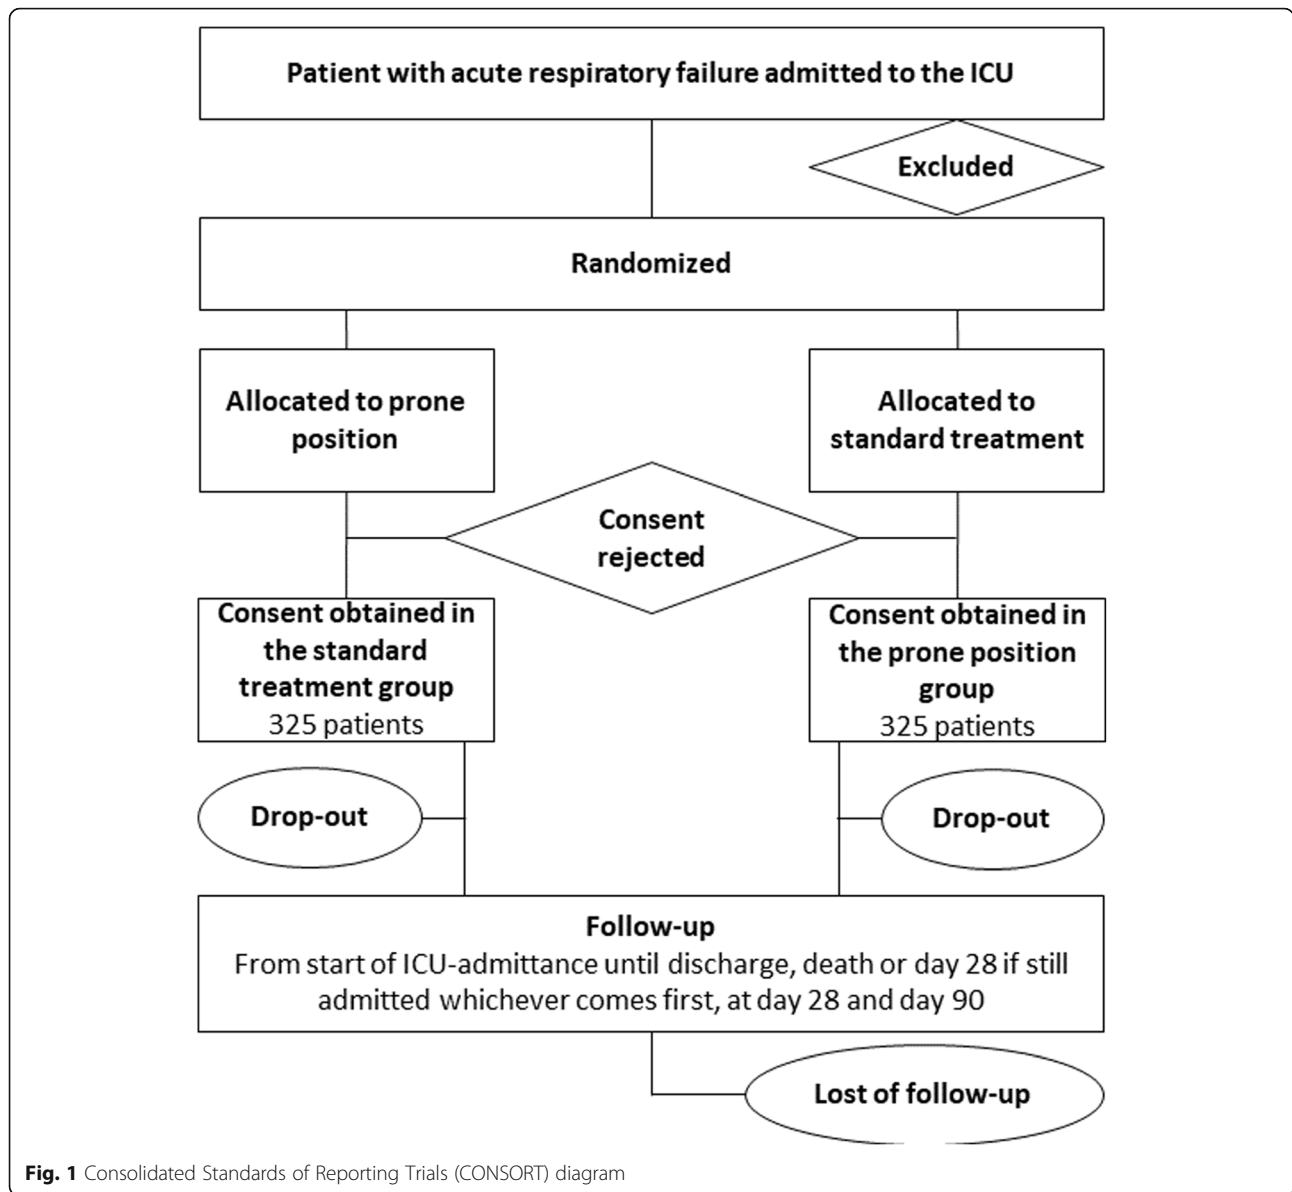 Patient with acute respiratory failure admitted to the ICU
Excluded
Randomized
Allocated to prone
position
Allocated to
standard treatment
Consent
rejected
Consent obtained in
the standard
treatment group
325 patients
Consent obtained in
the prone position
group
325 patients
Drop-out
Drop-out
Follow-up
From start of ICU-admittance until discharge, death or day 28 if still
admitted whichever comes first, at day 28 and day 90
Lost of follow-up
Fig. 1 Consolidated Standards of Reporting Trials (CONSORT) diagram